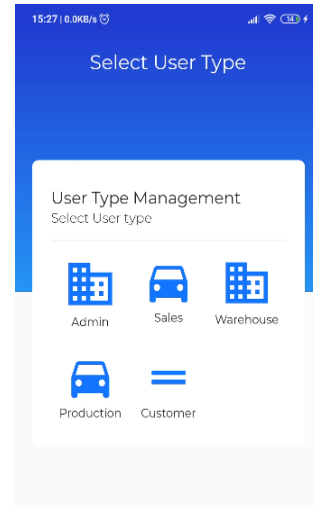 15:27 | 0.0KB/s
14
Select User Type
User Type Management
Select User type
Admin
Sales
Warehouse
Production
Customer